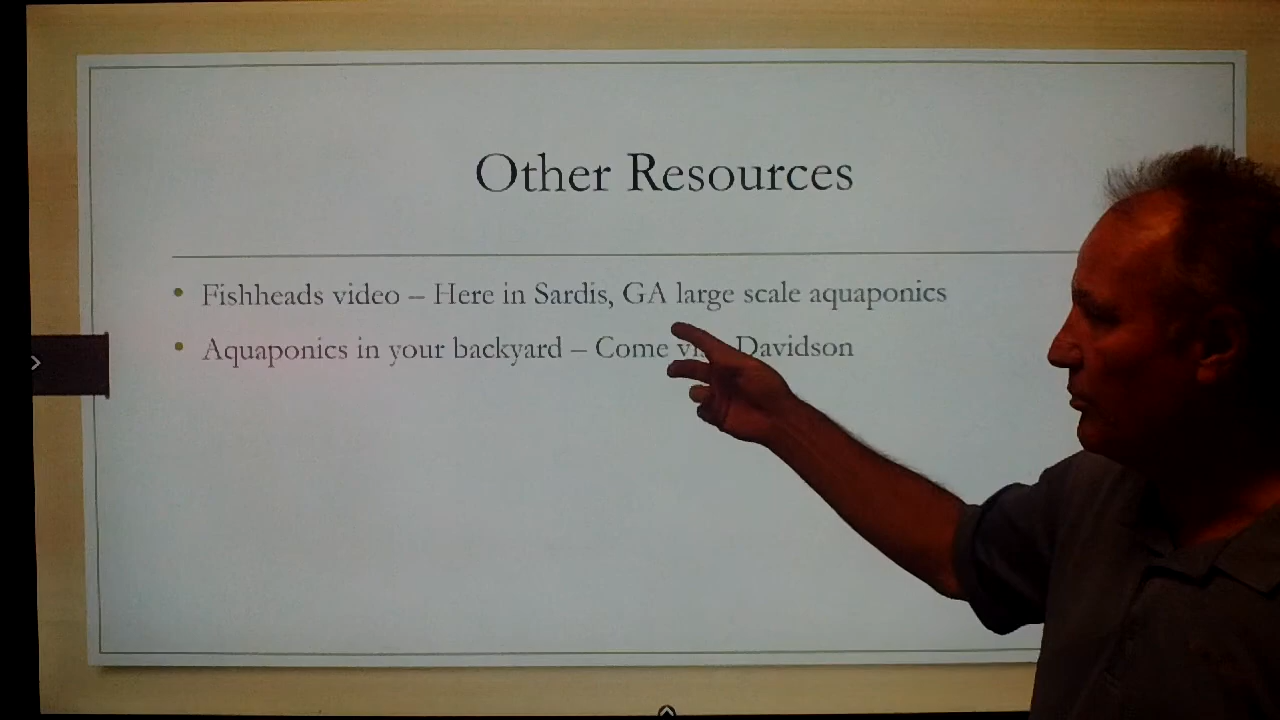 Other Resources
• Fishheads video – Here in Sardis, GA large scale aquaponics
• Aquaponics in your backyard – Come Davidson